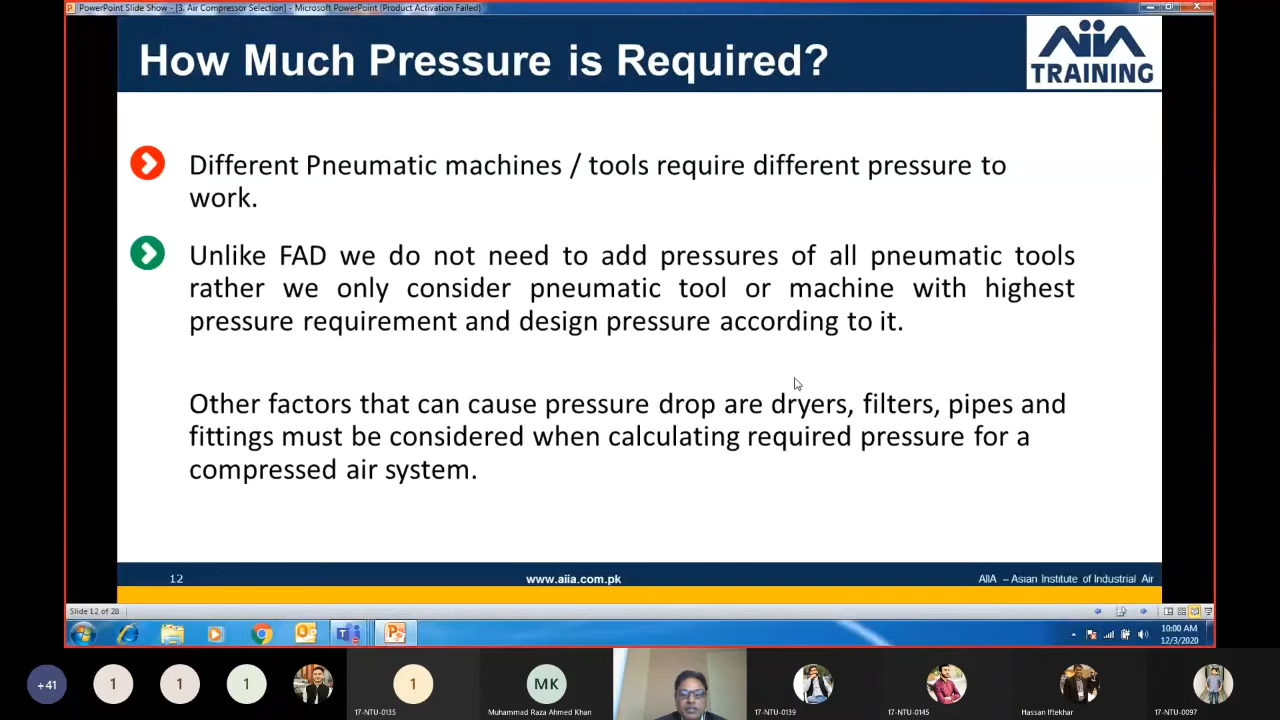 PowerPoint Slide Show - [3. Air Compressor Selection] - Microsoft PowerPoint (Product Activation Failed)
How Much Pressure is Required?
AIIA
TRAINING
Different Pneumatic machines / tools require different pressure to
work.
Unlike FAD we do not need to add pressures of all pneumatic tools
rather we only consider pneumatic tool or machine with highest
pressure requirement and design pressure according to it.
Other factors that can cause pressure drop are dryers, filters, pipes and
fittings must be considered when calculating required pressure for a
compressed air system.
12
www.aiia.com.pk
AIIA – Asian Institute of Industrial Air
Slide 12 of 28
10:00 AM
12/3/2020
+41
1
1
1
1
MK
17-NTU-0135
Muhammad Raza Ahmed Khan
17-NTU-0139
17-NTU-0145
Hassan Iftekhar
17-NTU-0097